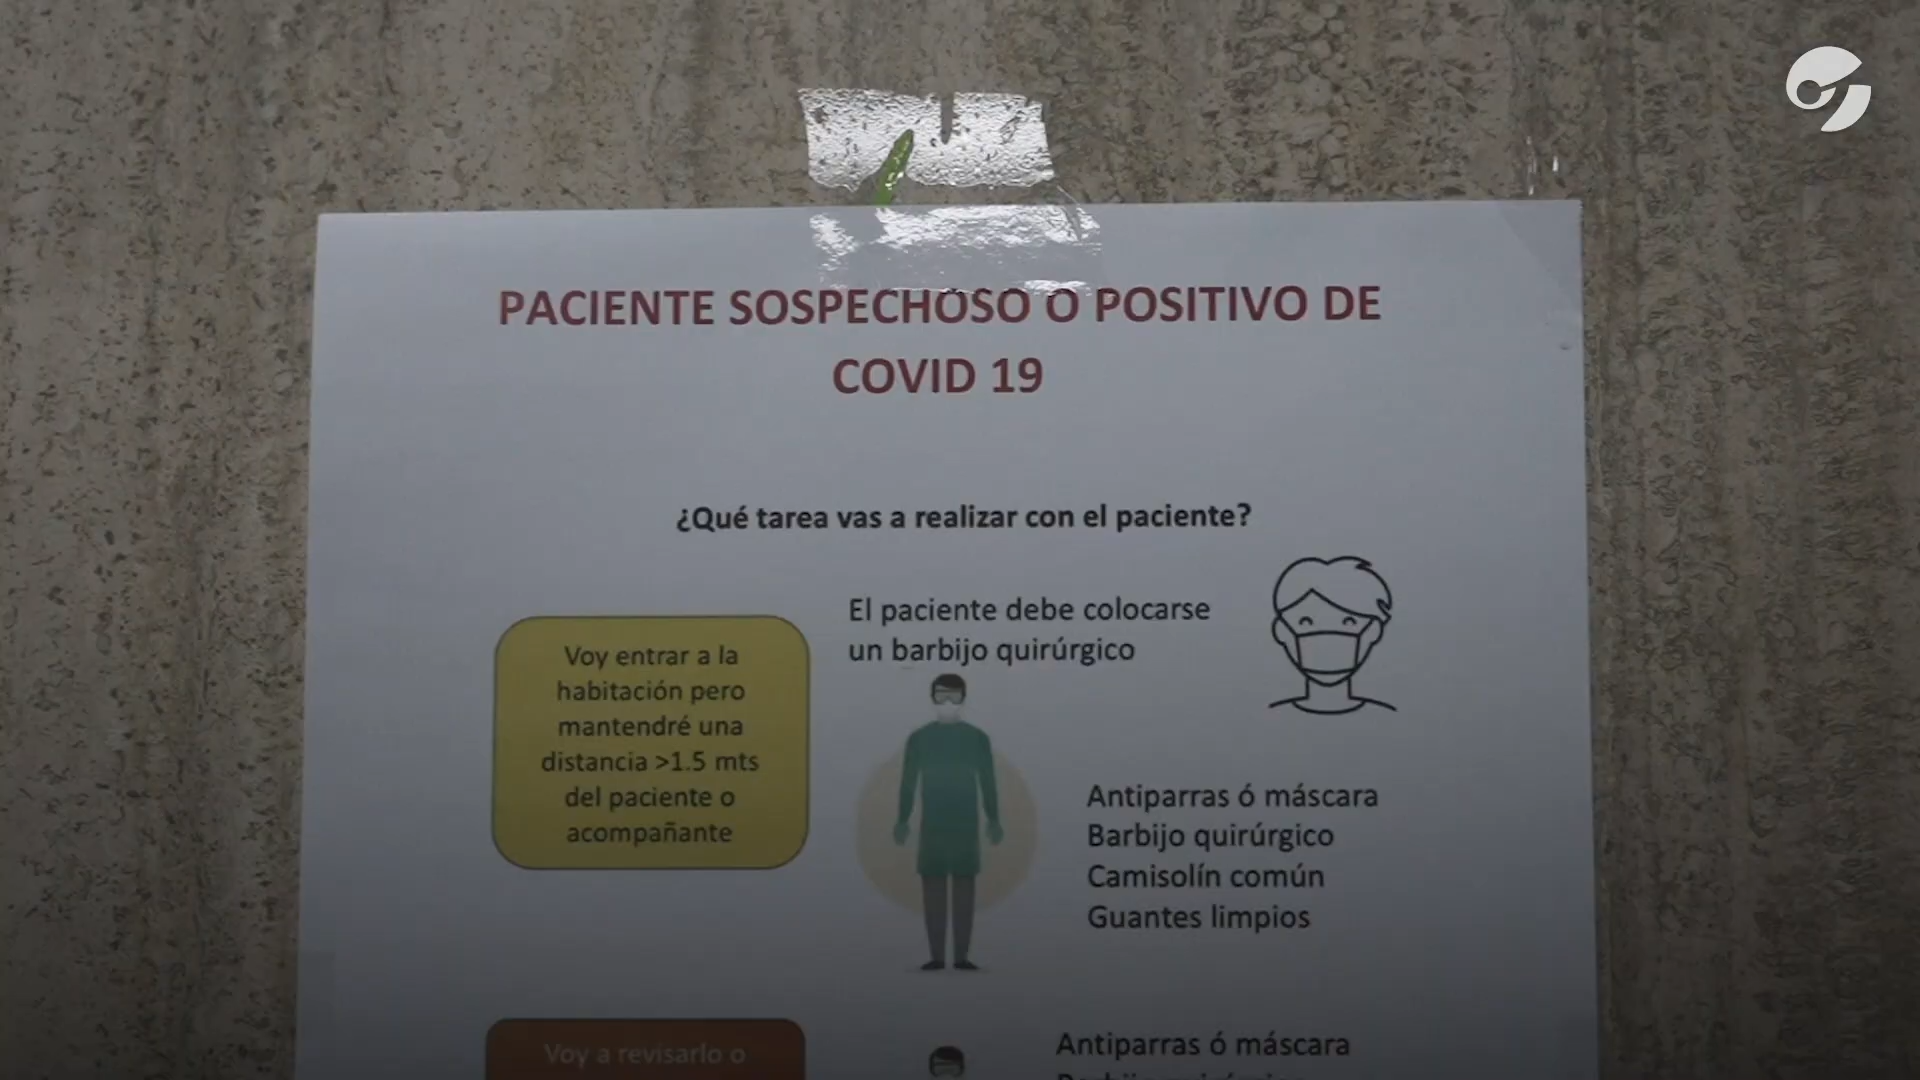 PACIENTE SOSPECHOSO O POSITIVO DE
COVID 19
¿Qué tarea vas a realizar con el paciente?
El paciente debe colocarse
un barbijo quirúrgico
Voy entrar a la
habitación pero
mantendré una
distancia >1.5 mts
del paciente o
acompañante
Antiparras ó máscara
Barbijo quirúrgico
Camisolín común
Guantes limpios
Voy a revisarlo o
Antiparras ó máscara